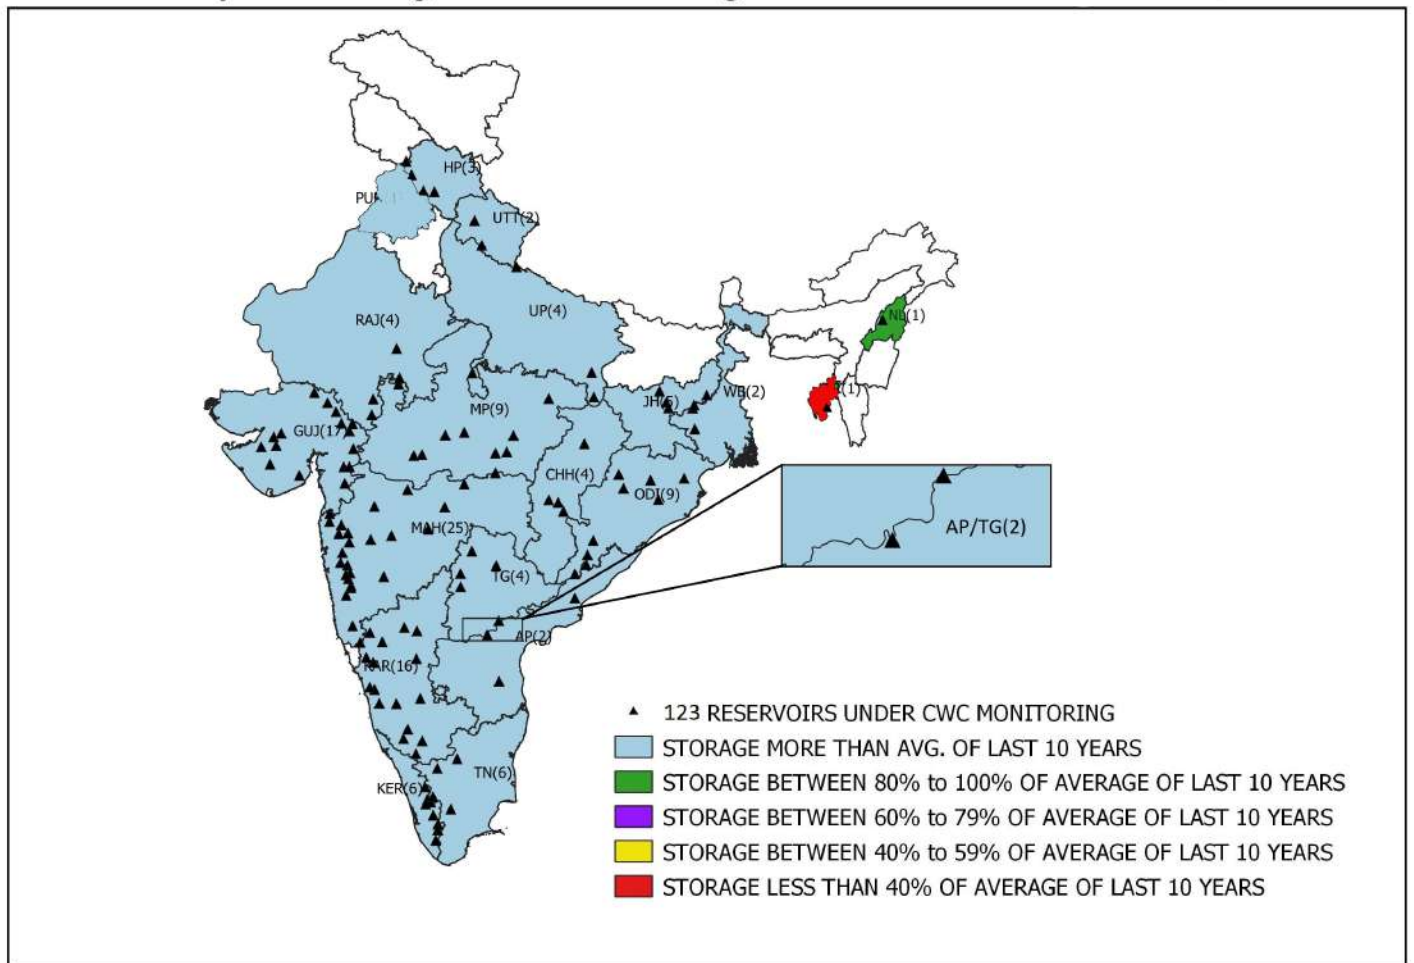 HP(3)
UTT(2)
UP(4)
RAJ(4)
NL(1)
MP(9)
JH(5)
WB(2)
GUJ(17)
CHH(4)
ODI(9)
MAH(25)
AP/TG(2)
TG(4)
AP(2)
KAR(16)
TN(6)
KER(6)
123 RESERVOIRS UNDER CWC MONITORING
STORAGE MORE THAN AVG. OF LAST 10 YEARS
STORAGE BETWEEN 80% to 100% OF AVERAGE OF LAST 10 YEARS
STORAGE BETWEEN 60% to 79% OF AVERAGE OF LAST 10 YEARS
STORAGE BETWEEN 40% to 59% OF AVERAGE OF LAST 10 YEARS
STORAGE LESS THAN 40% OF AVERAGE OF LAST 10 YEARS